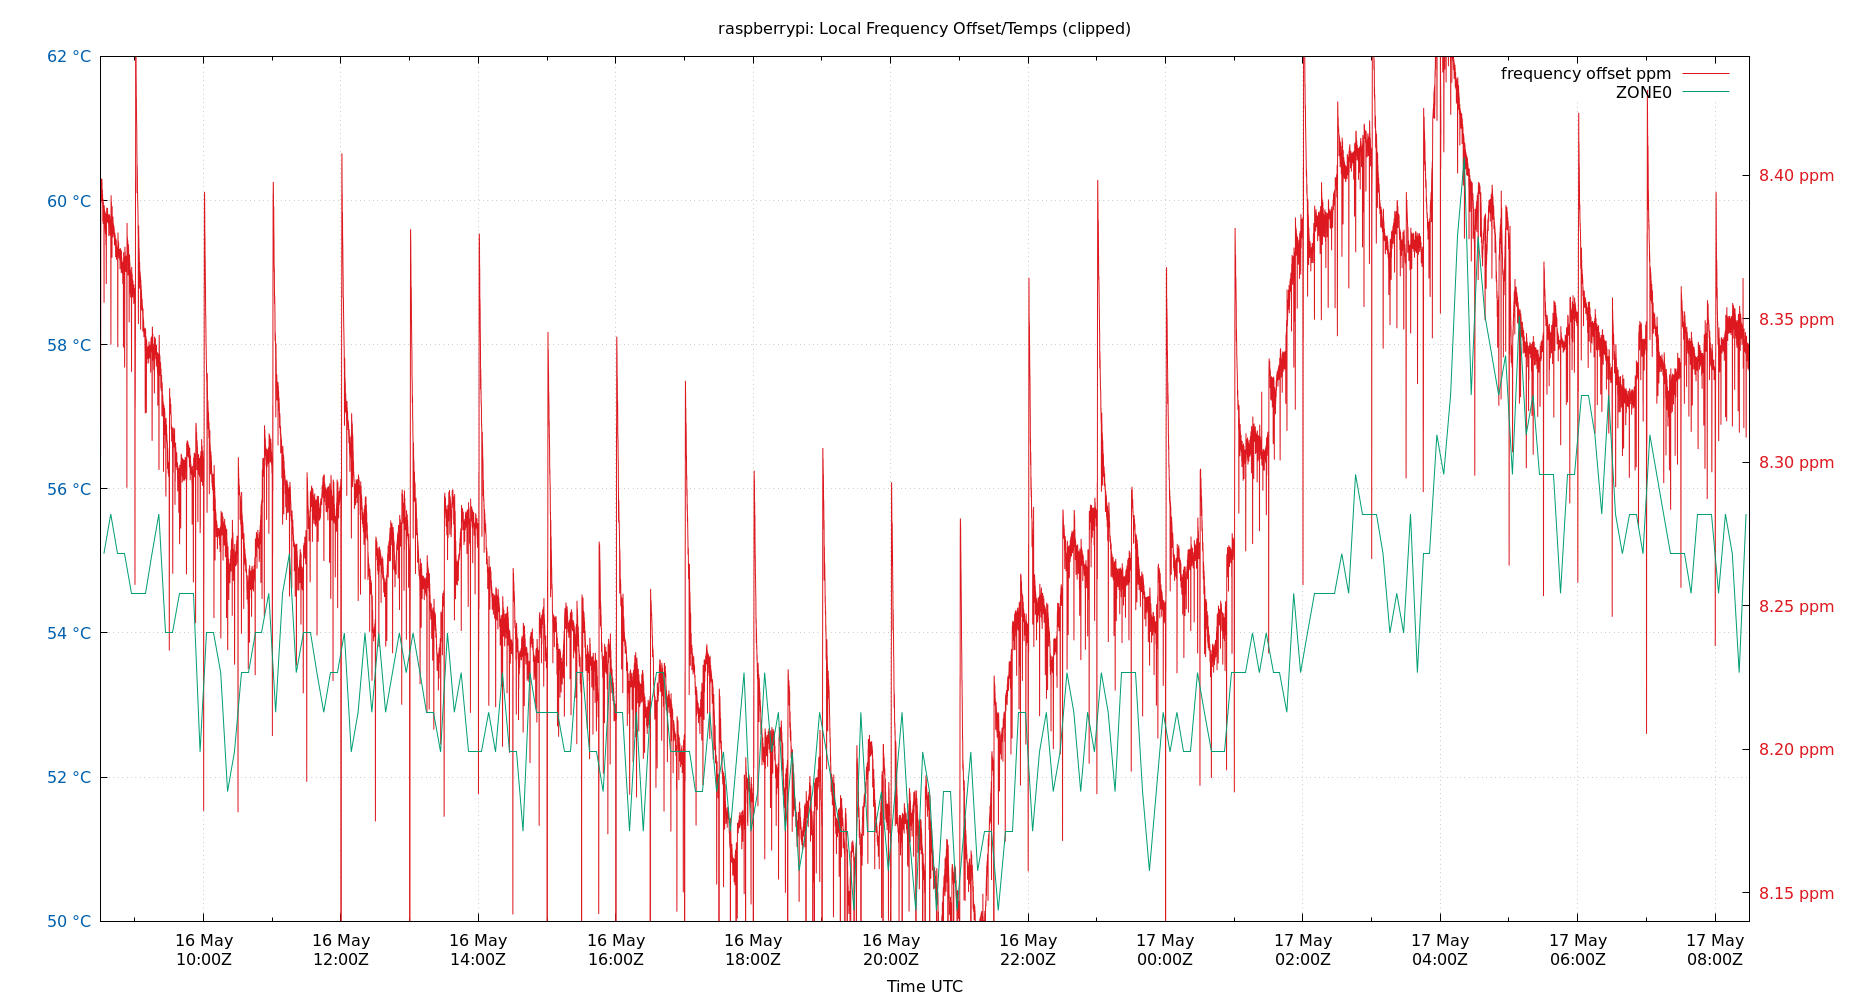 raspberrypi: Local Frequency Offset/Temps (clipped)
62 °C
60 °C
58 °C
56 °C
54 °C
52 °C
50 °C
frequency offset ppm
ZONE0
8.40 ppm
8.35 ppm
8.30 ppm
8.25 ppm
8.20 ppm
8.15 ppm
16 May 16 May 16 May 16 May 16 May 16 May 16 May 17 May 17 May 17 May 17 May 17 May
10:00Z 12:00Z 14:00Z 16:00Z 18:00Z 20:00Z 22:00Z 00:00Z 02:00Z 04:00Z 06:00Z 08:00Z
Time UTC